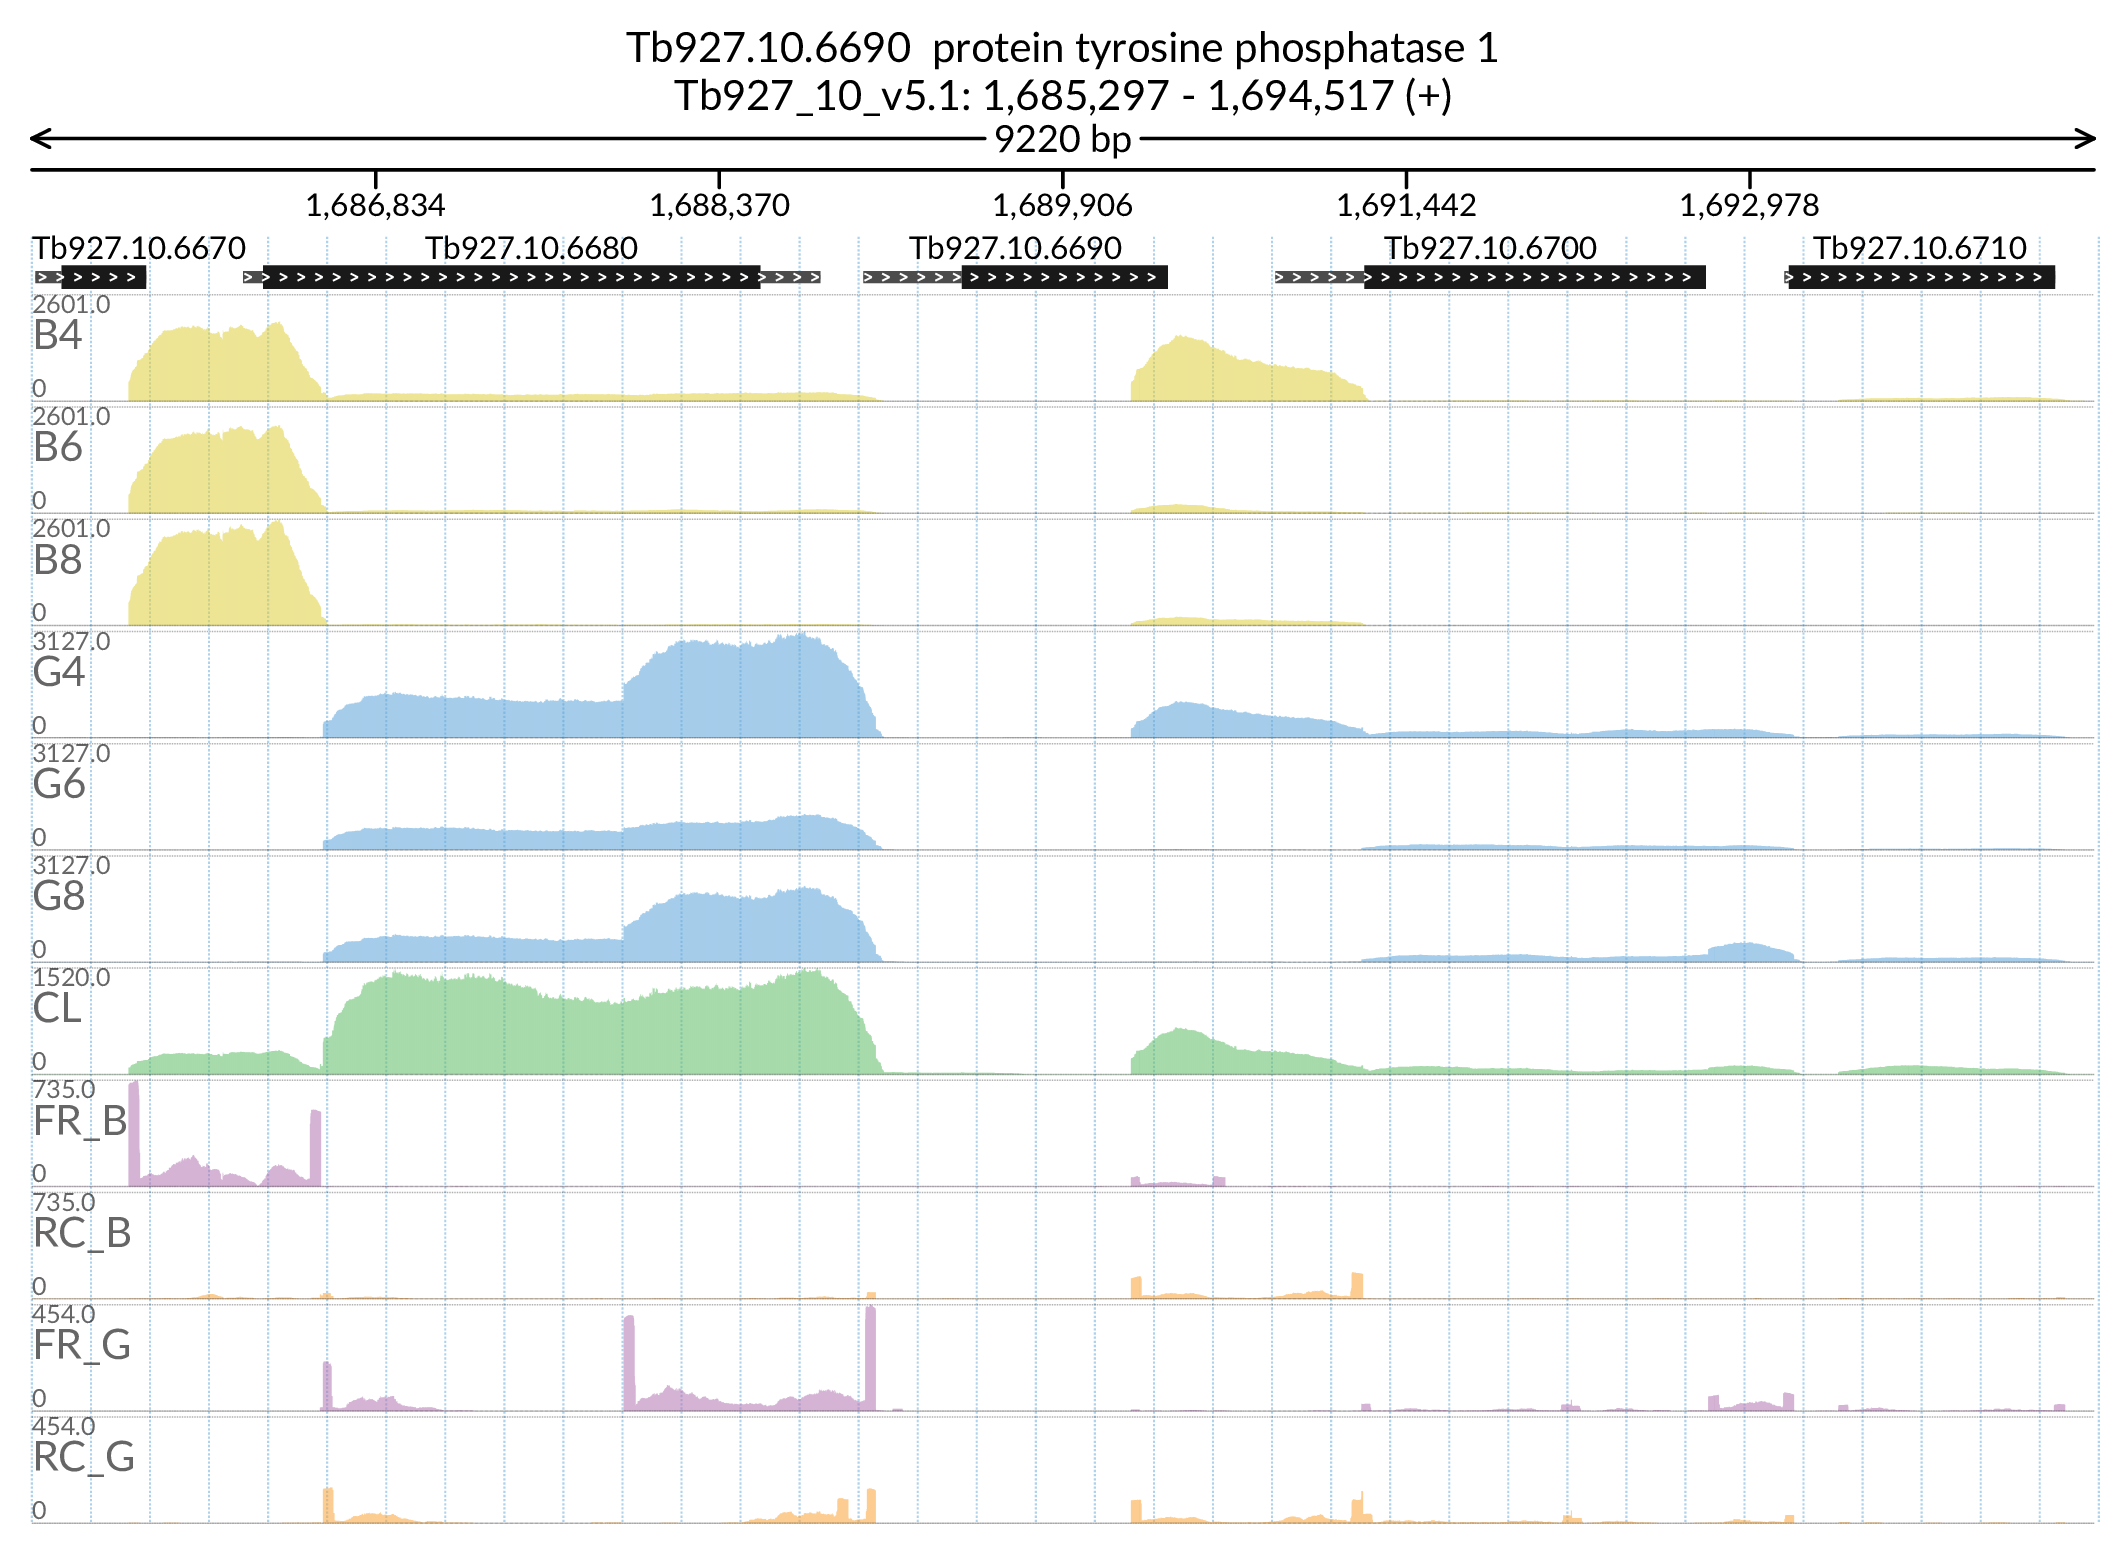 Tb927.10.6690 protein tyrosine phosphatase 1
Tb927_10_v5.1: 1,685,297 - 1,694,517 (+)
9220 bp
1,686,834 1,688,370 1,689,906 1,691,442 1,692,978
Tb927.10.6670 Tb927.10.6680 Tb927.10.6690 Tb927.10.6700 Tb927.10.6710
2601.0
B4
0
2601.0
B6
0
2601.0
B8
0
3127.0
G4
0
3127.0
G6
0
3127.0
G8
0
1520.0
CL
0
735.0
FR_B
0
735.0
RC_B
0
454.0
FR_G
0
454.0
RC_G
0